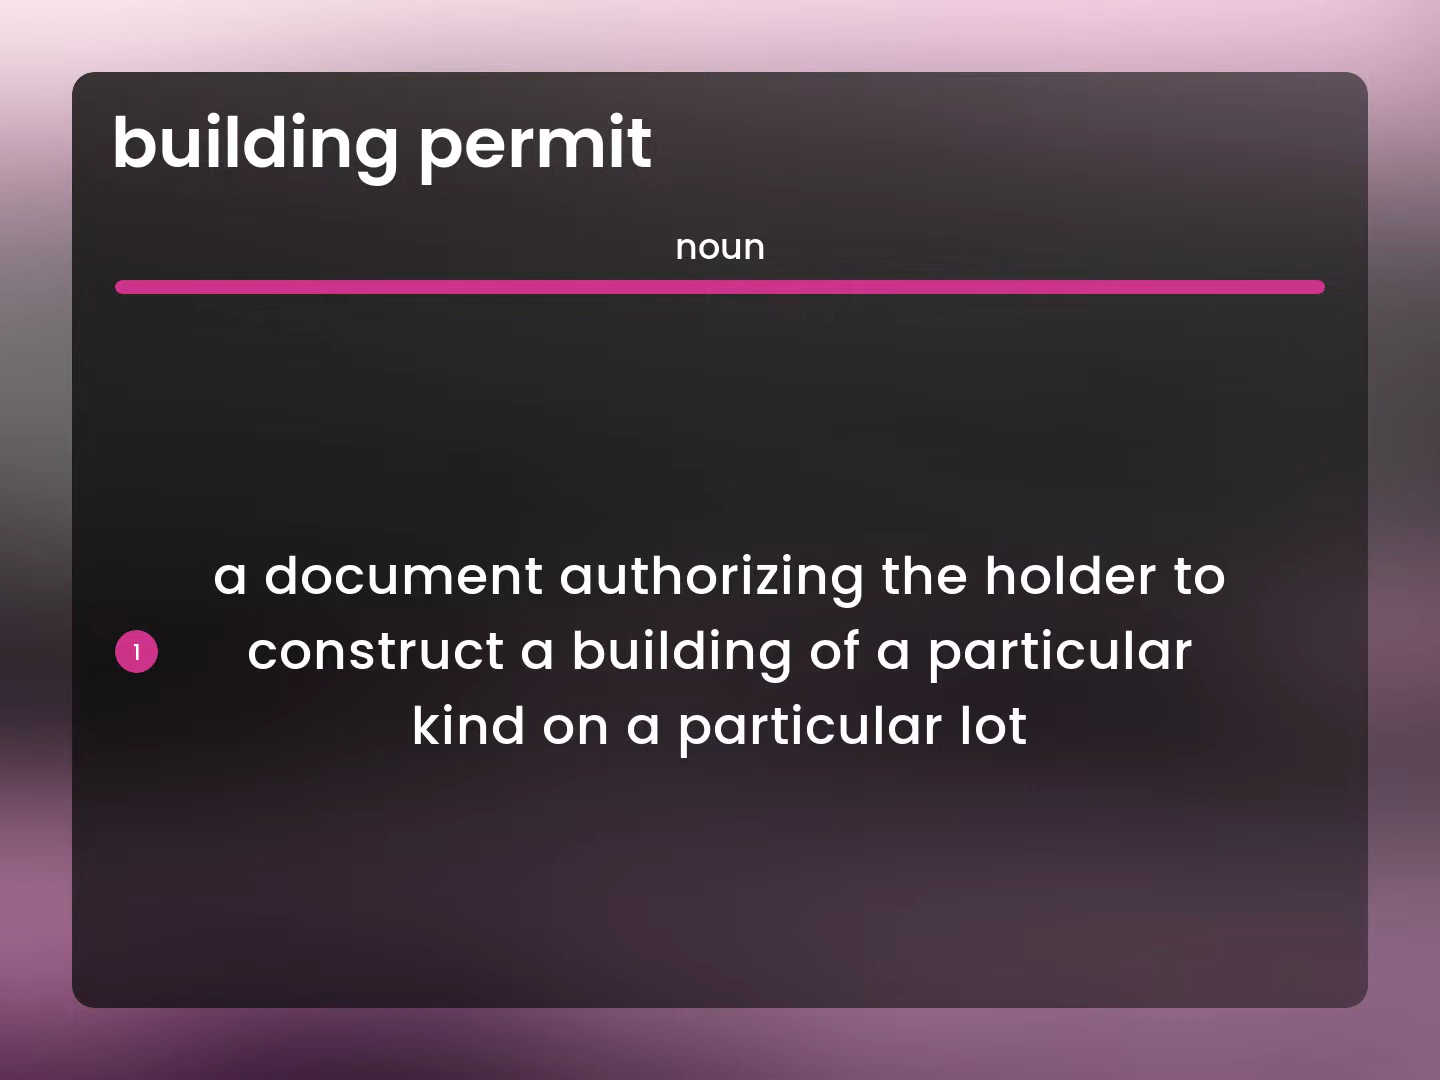 building permit
noun
a document authorizing the holder to
1 construct a building of a particular
kind on a particular lot